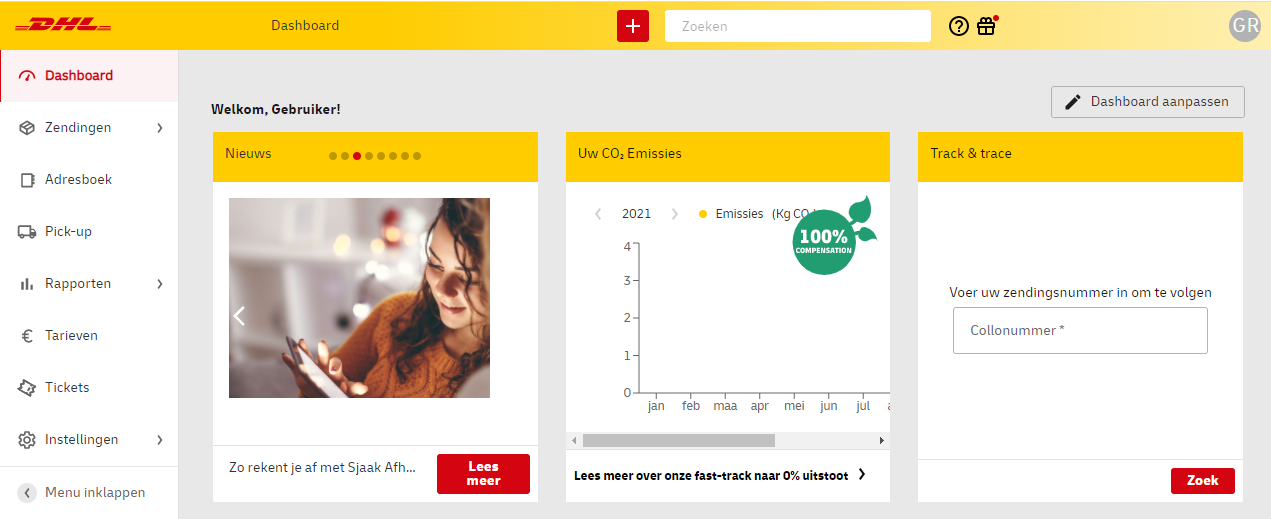 DHL
Dashboard
Zoeken
GR
Dashboard
Zendingen
Adresboek
Pick-up
Rapporten
Tarieven
Tickets
Instellingen
Menu inklappen
Welkom, Gebruiker!
Dashboard aanpassen
Nieuws
Zo rekent je af met Sjaak Afh...
Lees
meer
Uw CO₂ Emissies
2021
Emissies (Kg CO
100%
COMPENSATION
4
3
2
1
0
jan feb maa apr mei jun jul
Lees meer over onze fast-track naar 0% uitstoot
Track & trace
Voer uw zendingsnummer in om te volgen
Collonummer *
Zoek